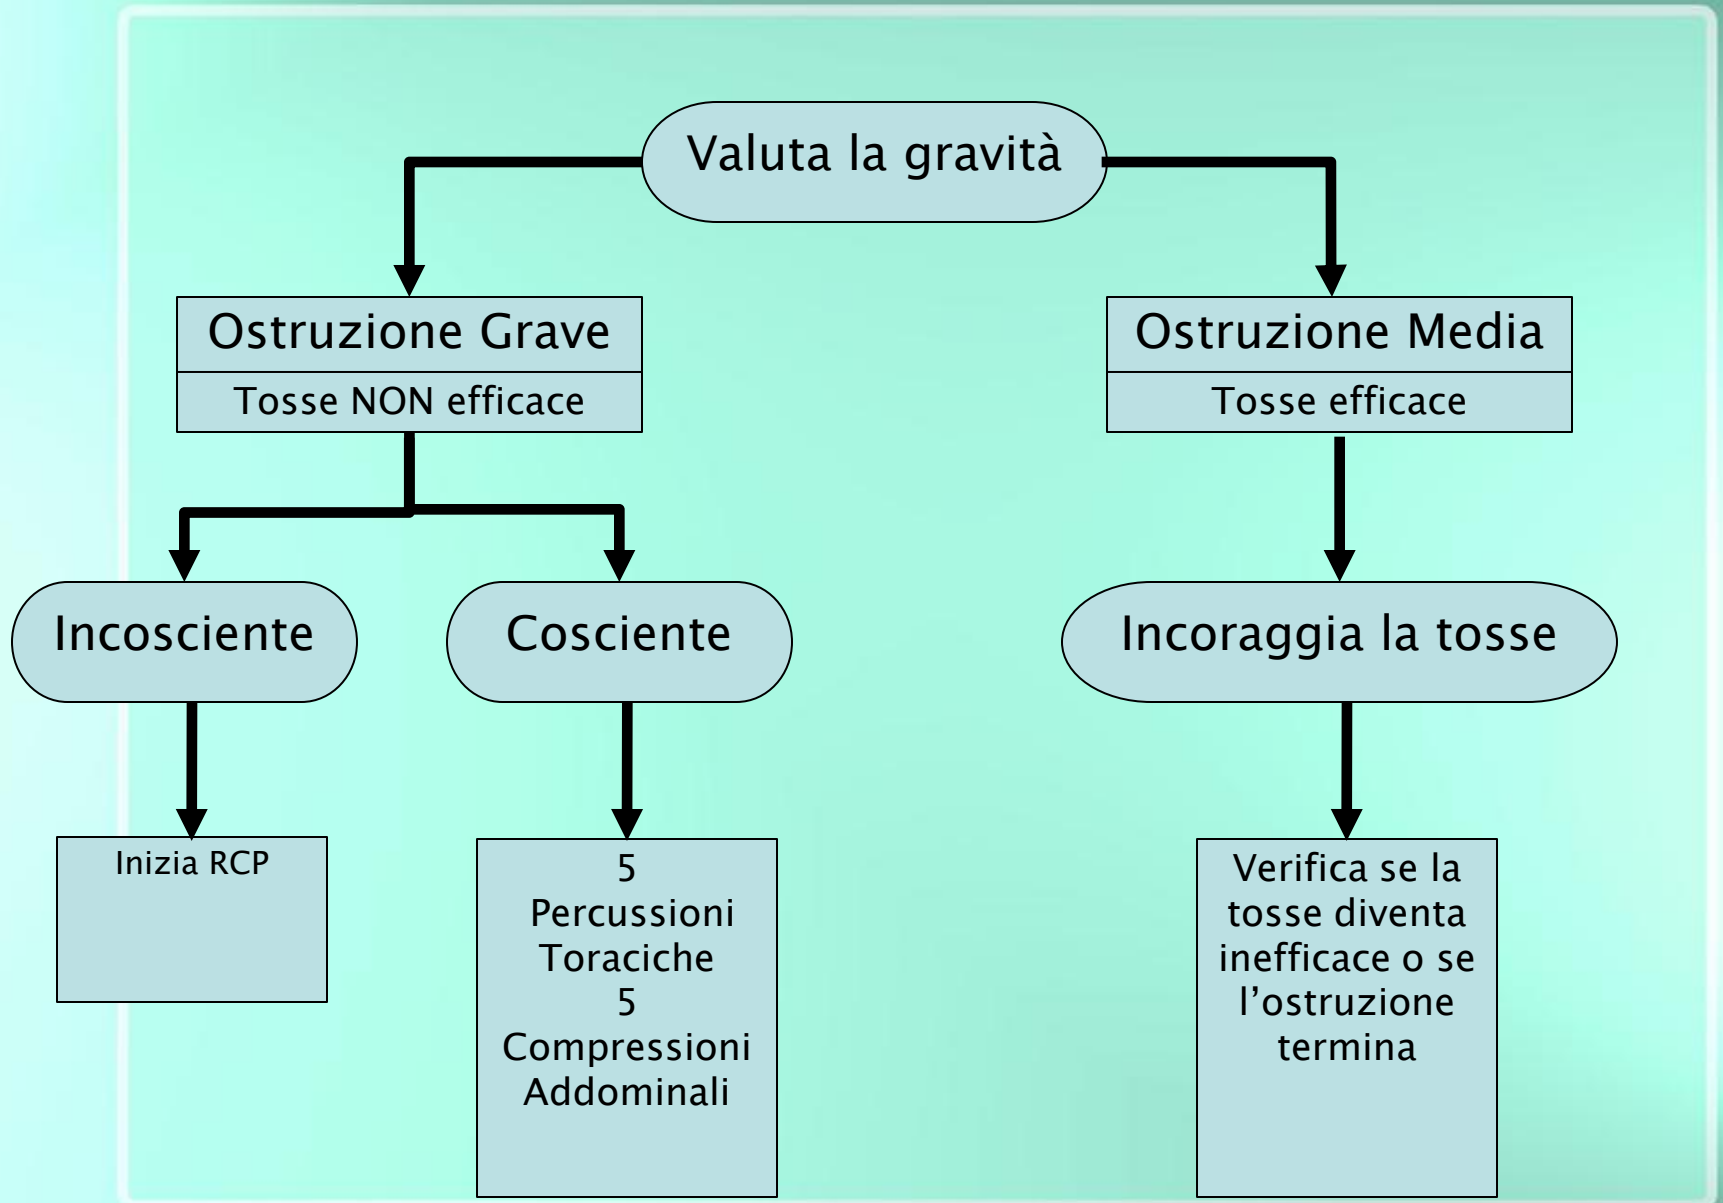 Valuta la gravità
Ostruzione Grave
Tosse NON efficace
Ostruzione Media
Tosse efficace
Incosciente
Cosciente
Incoraggia la tosse
Inizia RCP
5
Percussioni
Toraciche
5
Compressioni
Addominali
Verifica se la
tosse diventa
inefficace o se
l’ostruzione
termina